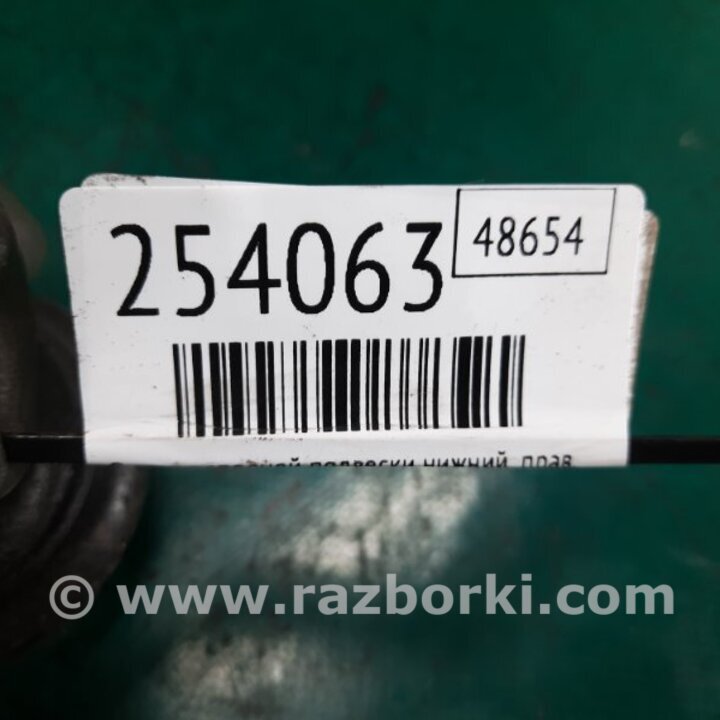 254063
48654
подвески нижний, прав
© www.razborki.com